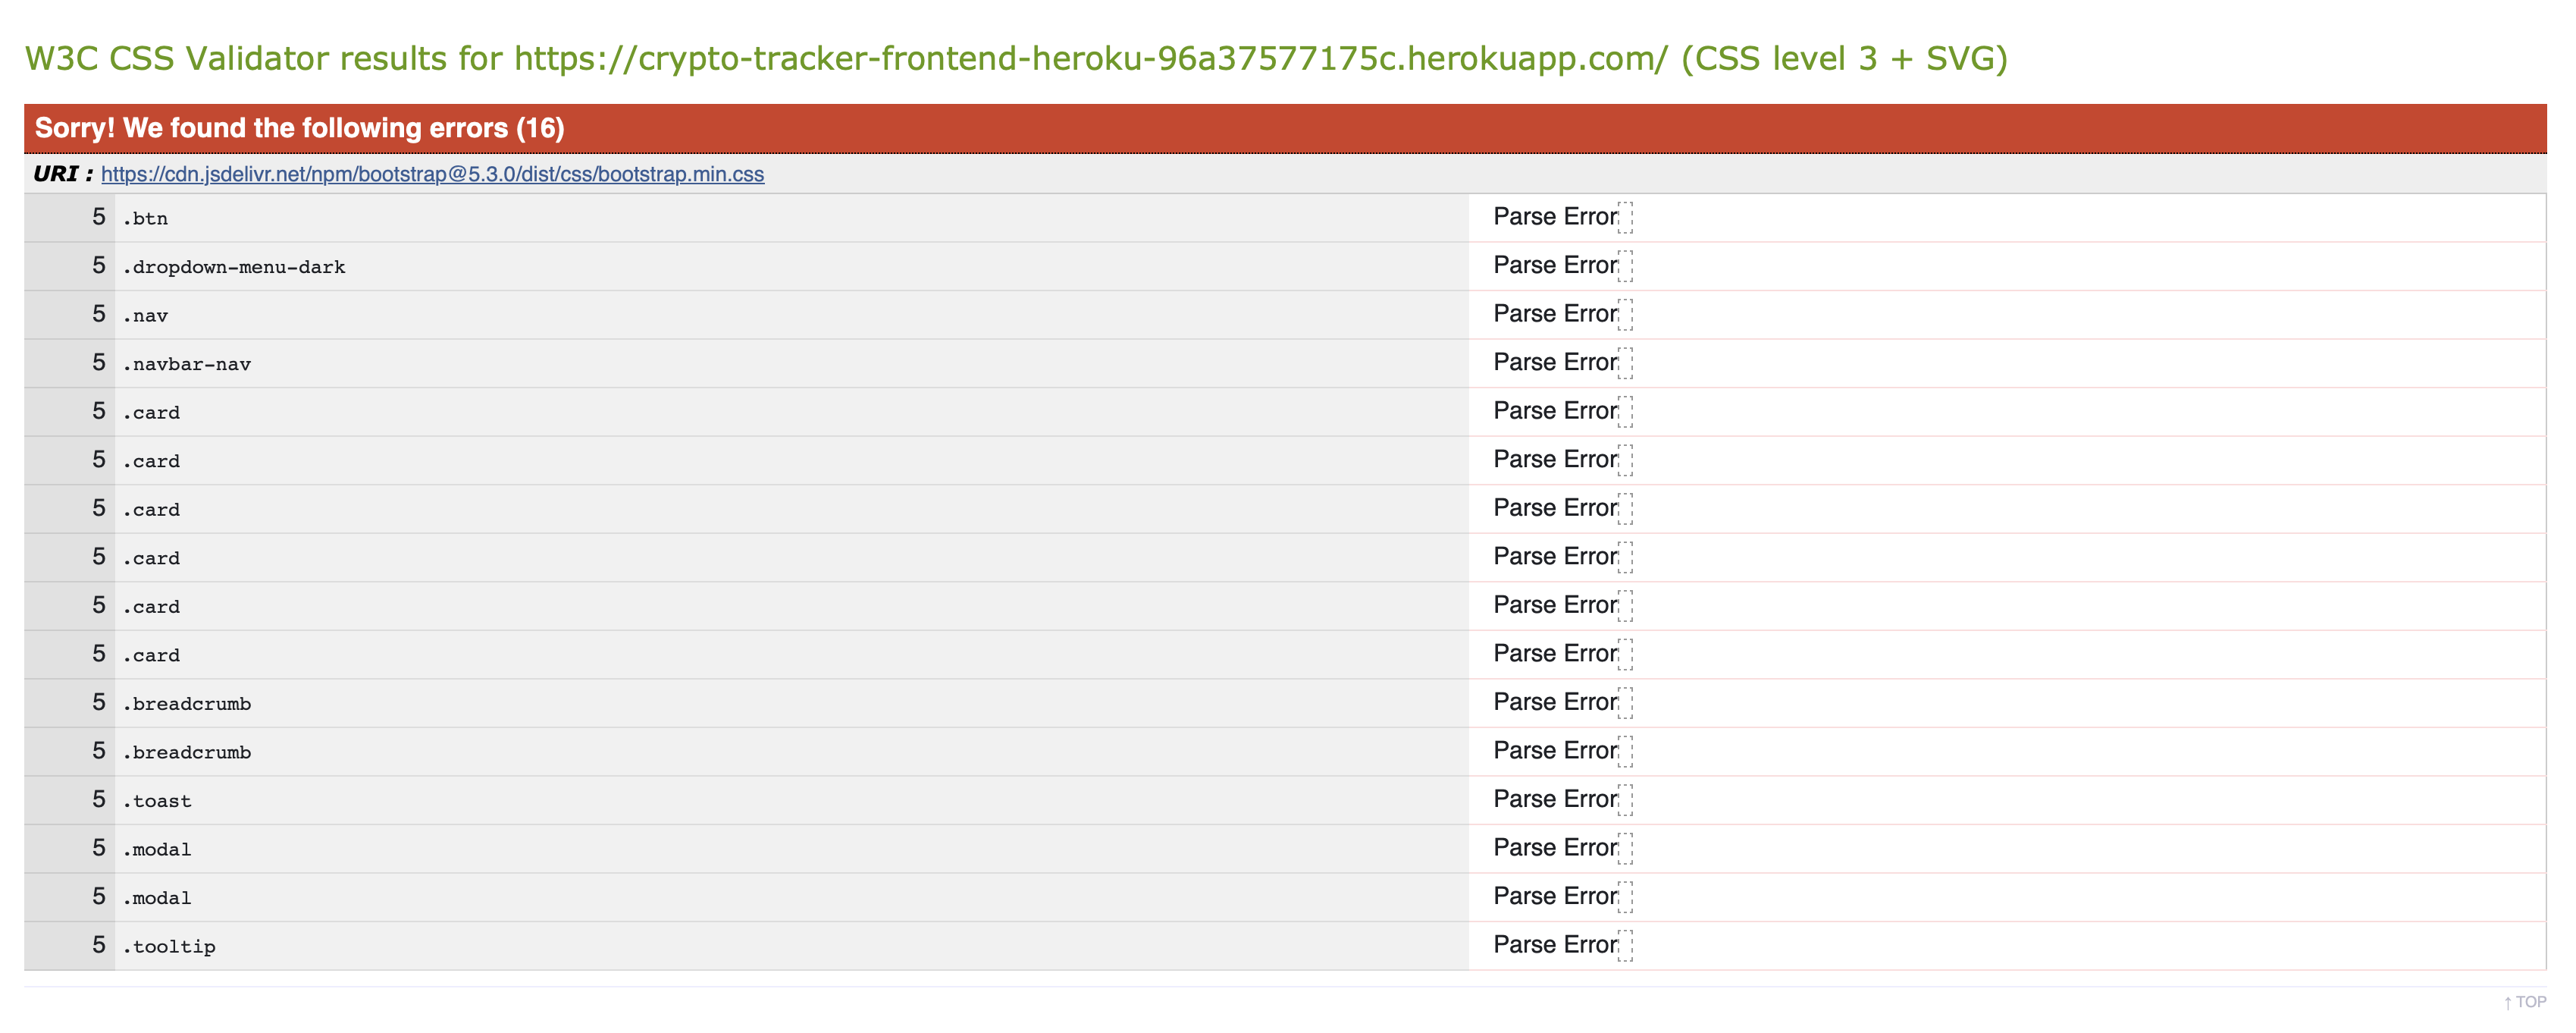 W3C CSS Validator results for https://crypto-tracker-frontend-heroku-96a37577175c.herokuapp.com/ (CSS level 3 + SVG)
Sorry! We found the following errors (16)
URI : https://cdn.jsdelivr.net/npm/bootstrap@5.3.0/dist/css/bootstrap.min.css
5 .btn Parse Error
5 .dropdown-menu-dark Parse Error
5 .nav Parse Error
5 .navbar-nav Parse Error
5 .card Parse Error
5 .card Parse Error
5 .card Parse Error
5 .card Parse Error
5 .card Parse Error
5 .card Parse Error
5 .breadcrumb Parse Error
5 .breadcrumb Parse Error
5 .toast Parse Error
5 .modal Parse Error
5 .modal Parse Error
5 .tooltip Parse Error
↑ TOP